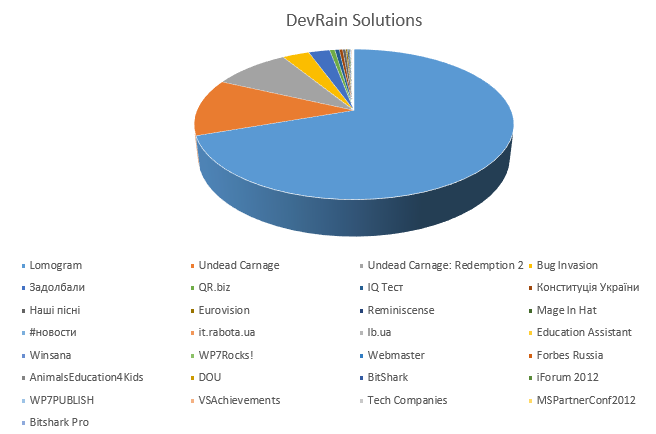 DevRain Solutions
Lomogram Undead Carnage Undead Carnage: Redemption 2 Bug Invasion
Задолбали QR.biz IQ Тест Конституція України
Наші пісні Eurovision Reminiscense Mage In Hat
#новости it.rabota.ua lb.ua Education Assistant
Winsana WP7Rocks! Webmaster Forbes Russia
AnimalsEducation4Kids DOU BitShark iForum 2012
WP7PUBLISH VSAchievements Tech Companies MSPartnerConf2012
Bitshark Pro